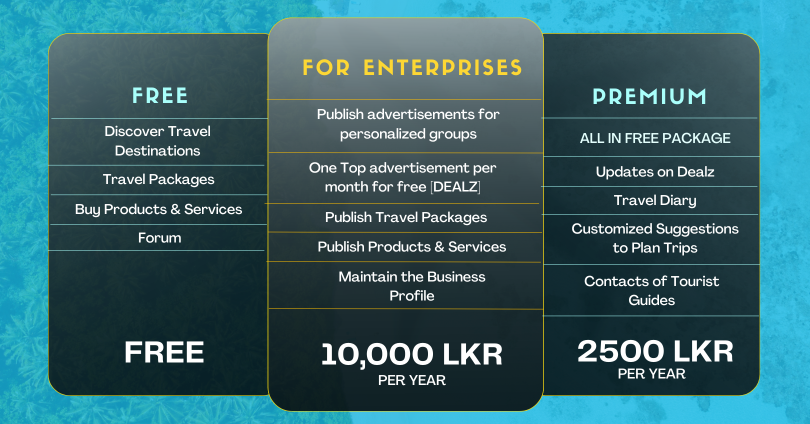 FREE
Discover Travel
Destinations
Travel Packages
Buy Products & Services
Forum
FREE
FOR ENTERPRISES
Publish advertisements for
personalized groups
One Top advertisement per
month for free [DEALZ]
Publish Travel Packages
Publish Products & Services
Maintain the Business
Profile
10,000 LKR
PER YEAR
PREMIUM
ALL IN FREE PACKAGE
Updates on Dealz
Travel Diary
Customized Suggestions
to Plan Trips
Contacts of Tourist
Guides
2500 LKR
PER YEAR